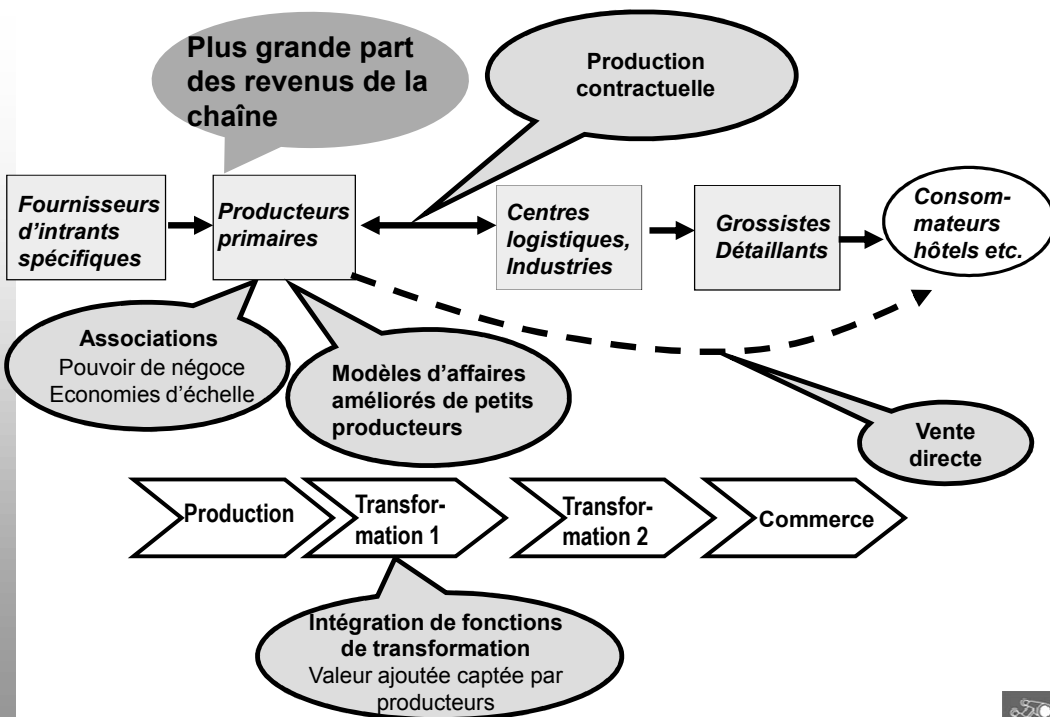 Plus grande part
des revenus de la
chaîne
Production
contractuelle
Fournisseurs
d’intrants
spécifiques
Producteurs
primaires
Centres
logistiques,
Industries
Grossistes
Détaillants
Consom-
mateurs
hôtels etc.
Associations
Pouvoir de négoce
Economies d’échelle
Modèles d’affaires
améliorés de petits
producteurs
Vente
directe
Production
Transfor-
mation 1
Transfor-
mation 2
Commerce
Intégration de fonctions
de transformation
Valeur ajoutée captée par
producteurs